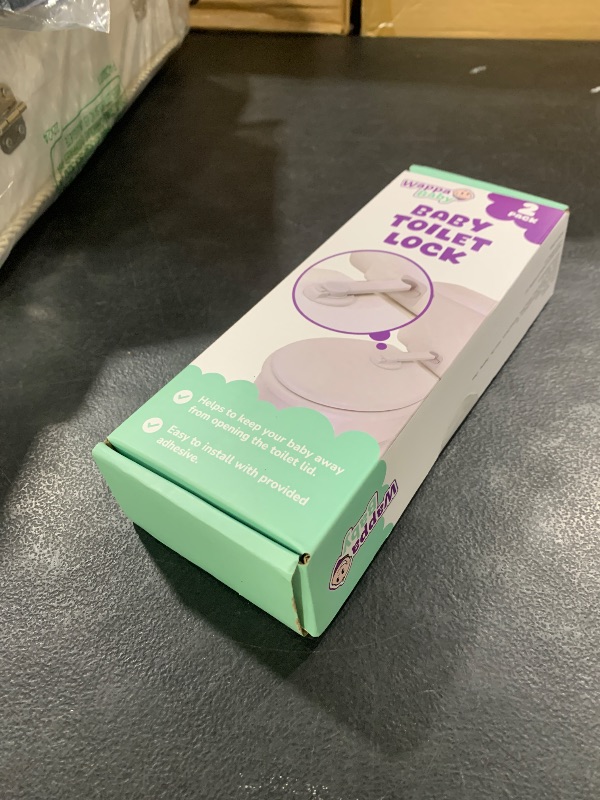 Wappa
Baby
2
PACK
BABY
TOILET
LOCK
Helps to keep your baby away
from opening the toilet lid.
Easy to install with provided
adhesive.
Wappa
Baby